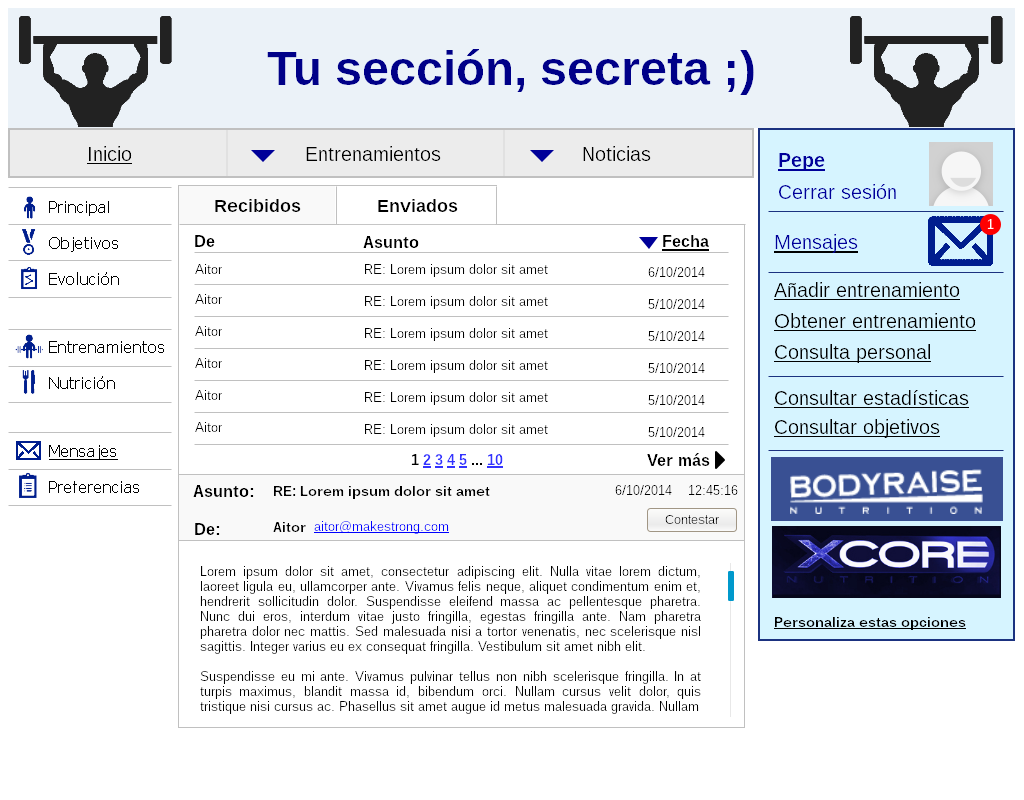 Tu sección, secreta ;)
Inicio
Entrenamientos
Noticias
Pepe
Cerrar sesión
Mensajes
1
Añadir entrenamiento
Obtener entrenamiento
Consulta personal
Consultar estadísticas
Consultar objetivos
BODYRAISE
NUTRITION
XCORE
NUTRITION
Personaliza estas opciones
Principal
Objetivos
Evolución
Entrenamientos
Nutrición
Mensajes
Preferencias
Recibidos Enviados
De Asunto Fecha
Aitor RE: Lorem ipsum dolor sit amet 6/10/2014
Aitor RE: Lorem ipsum dolor sit amet 5/10/2014
Aitor RE: Lorem ipsum dolor sit amet 5/10/2014
Aitor RE: Lorem ipsum dolor sit amet 5/10/2014
Aitor RE: Lorem ipsum dolor sit amet 5/10/2014
Aitor RE: Lorem ipsum dolor sit amet 5/10/2014
1 2 3 4 5 ... 10 Ver más
Asunto: RE: Lorem ipsum dolor sit amet 6/10/2014 12:45:16
De: Aitor aitor@makestrong.com Contestar
Lorem ipsum dolor sit amet, consectetur adipiscing elit. Nulla vitae lorem dictum,
laoreet ligula eu, ullamcorper ante. Vivamus felis neque, aliquet condimentum enim et,
hendrerit sollicitudin dolor. Suspendisse eleifend massa ac pellentesque pharetra.
Nunc dui eros, interdum vitae justo fringilla, egestas fringilla ante. Nam pharetra
pharetra dolor nec mattis. Sed malesuada nisi a tortor venenatis, nec scelerisque nisl
sagittis. Integer varius eu ex consequat fringilla. Vestibulum sit amet nibh elit.
Suspendisse eu mi ante. Vivamus pulvinar tellus non nibh scelerisque fringilla. In at
turpis maximus, blandit massa id, bibendum orci. Nullam cursus velit dolor, quis
tristique nisi cursus ac. Phasellus sit amet augue id metus malesuada gravida. Nullam